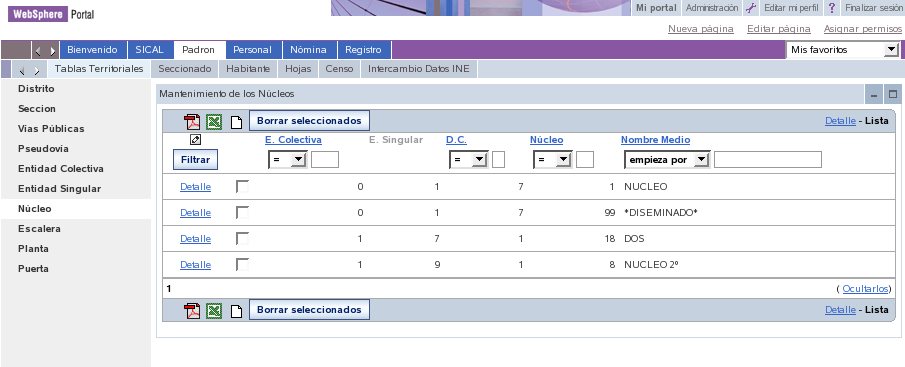 WebSphere Portal
Mi portal Administración Editar mi perfil ? Finalizar sesión
Nueva página Editar página Asignar permisos
Bienvenido SICAL Padron Personal Nómina Registro Mis favoritos
Tablas Territoriales Seccionado Habitante Hojas Censo Intercambio Datos INE
Distrito
Seccion
Vías Públicas
Pseudovía
Entidad Colectiva
Entidad Singular
Núcleo
Escalera
Planta
Puerta
Mantenimiento de los Núcleos
Borrar seleccionados Detalle - Lista
E. Colectiva E. Singular D.C. Núcleo Nombre Medio
Filtrar = = = empieza por
Detalle 0 1 7 1 NUCLEO
Detalle 0 1 7 99 *DISEMINADO*
Detalle 1 7 1 18 DOS
Detalle 1 9 1 8 NUCLEO 2º
1 ( Ocultarlos)
Borrar seleccionados Detalle - Lista